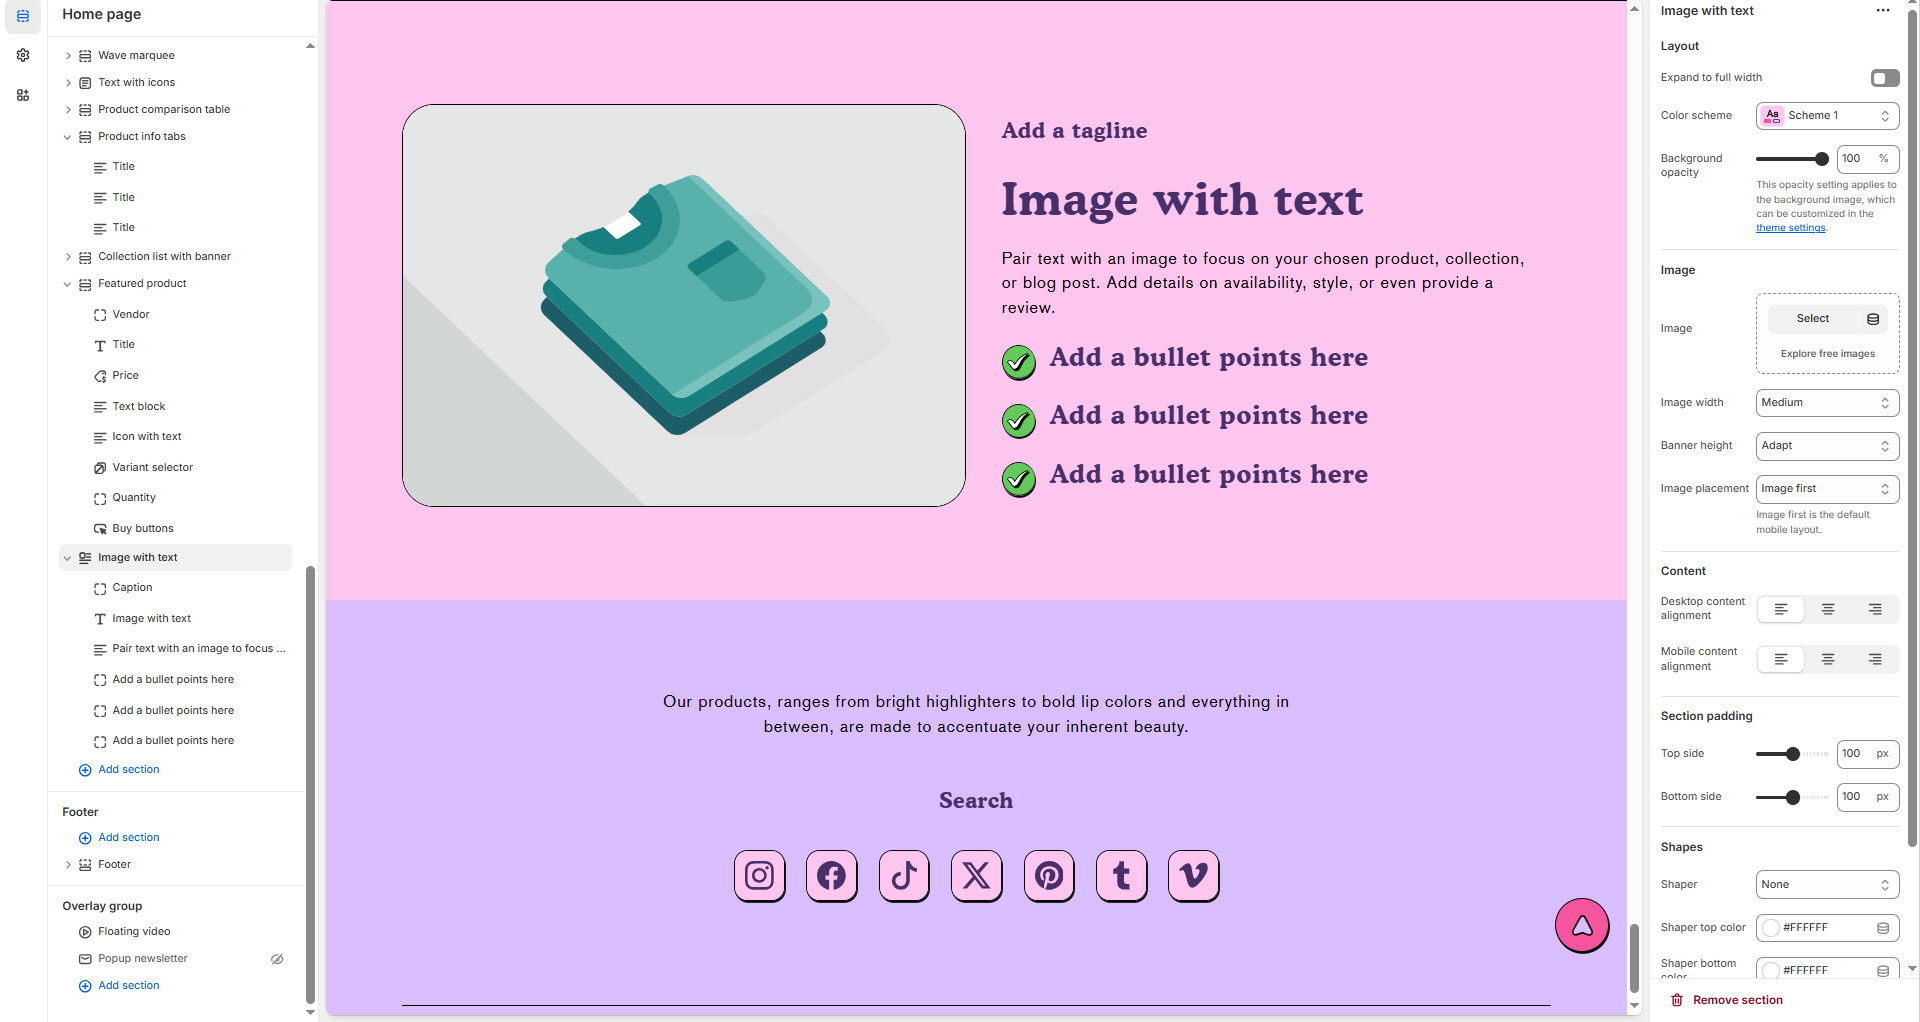 Home page
Wave marquee
Text with icons
Product comparison table
Product info tabs
Title
Title
Title
Collection list with banner
Featured product
Vendor
Title
Price
Text block
Icon with text
Variant selector
Quantity
Buy buttons
Image with text
Caption
Image with text
Pair text with an image to focus ...
Add a bullet points here
Add a bullet points here
Add a bullet points here
Add section
Footer
Add section
Footer
Overlay group
Floating video
Popup newsletter
Add section
Add a tagline
Image with text
Pair text with an image to focus on your chosen product, collection,
or blog post. Add details on availability, style, or even provide a
review.
Add a bullet points here
Add a bullet points here
Add a bullet points here
Our products, ranges from bright highlighters to bold lip colors and everything in
between, are made to accentuate your inherent beauty.
Search
Image with text
Layout
Expand to full width
Color scheme
Aa Scheme 1
Background
opacity
100 %
This opacity setting applies to
the background image, which
can be customized in the
theme settings.
Image
Image
Select
Explore free images
Image width
Medium
Banner height
Adapt
Image placement
Image first
Image first is the default
mobile layout.
Content
Desktop content
alignment
Mobile content
alignment
Section padding
Top side
100 px
Bottom side
100 px
Shapes
Shaper
None
Shaper top color
#FFFFFF
Shaper bottom
color
#FFFFFF
Remove section